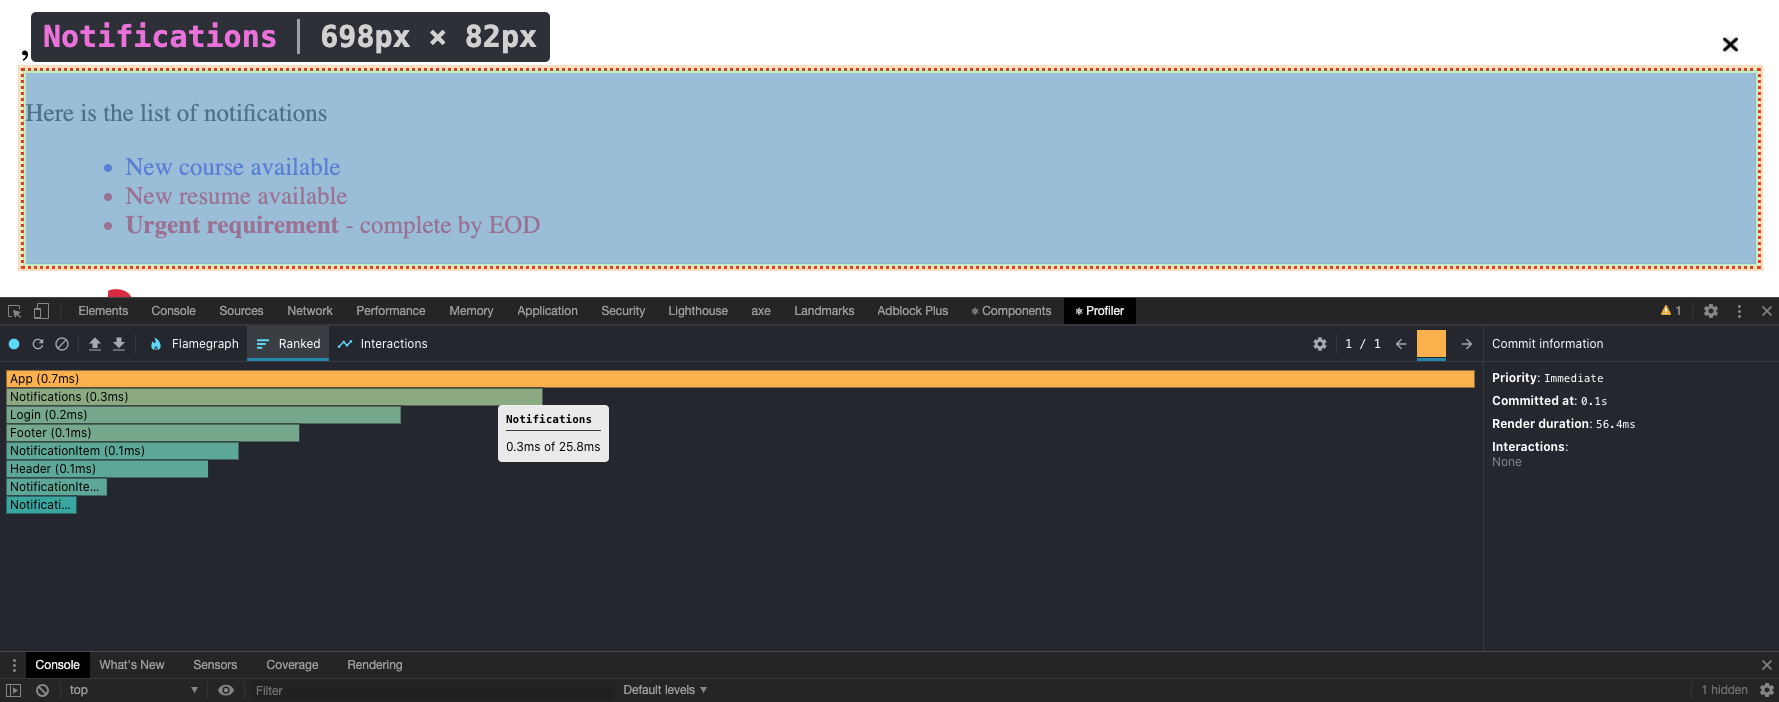 Notifications | 698px × 82px
,
Here is the list of notifications
• New course available
• New resume available
• Urgent requirement - complete by EOD
Elements Console Sources Network Performance Memory Application Security Lighthouse axe Landmarks Adblock Plus Components Profiler 1
Flamegraph Ranked Interactions 1 / 1 Commit information
App (0.7ms)
Notifications (0.3ms)
Login (0.2ms)
Footer (0.1ms)
NotificationItem (0.1ms)
Header (0.1ms)
NotificationIte...
Notificati...
Notifications
0.3ms of 25.8ms
Priority: Immediate
Committed at: 0.1s
Render duration: 56.4ms
Interactions:
None
Console What's New Sensors Coverage Rendering
top Filter Default levels 1 hidden